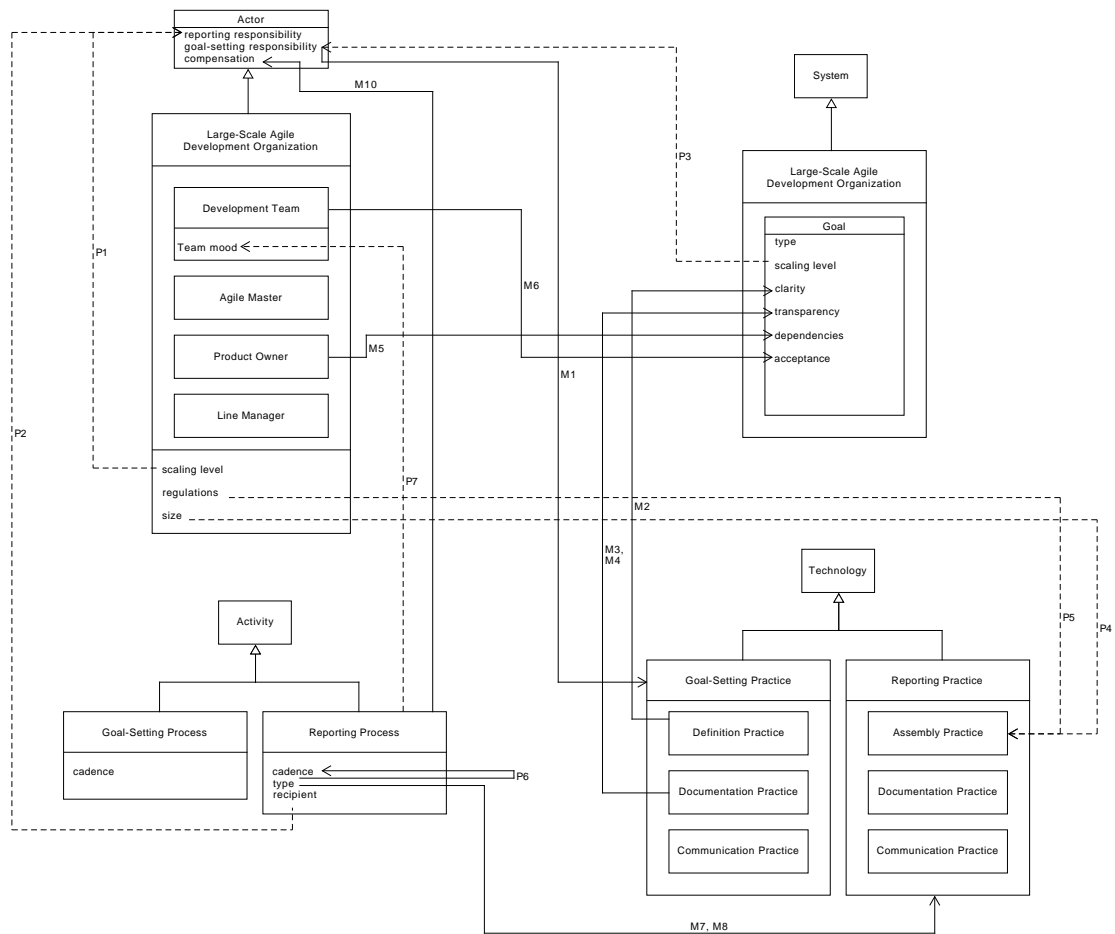 Actor
reporting responsibility
goal-setting responsibility
compensation
M10
System
P3
Large-Scale Agile
Development Organization
Large-Scale Agile
Development Organization
Development Team
Team mood
P1
Goal
type
scaling level
clarity
transparency
dependencies
acceptance
M6
Agile Master
Product Owner
M5
M1
Line Manager
P2
scaling level
regulations
size
P7
M2
M3,
M4
Technology
P5
P4
Activity
Goal-Setting Practice
Reporting Practice
Goal-Setting Process
Reporting Process
Definition Practice
Assembly Practice
cadence
cadence
type
recipient
P6
Documentation Practice
Documentation Practice
Communication Practice
Communication Practice
M7, M8